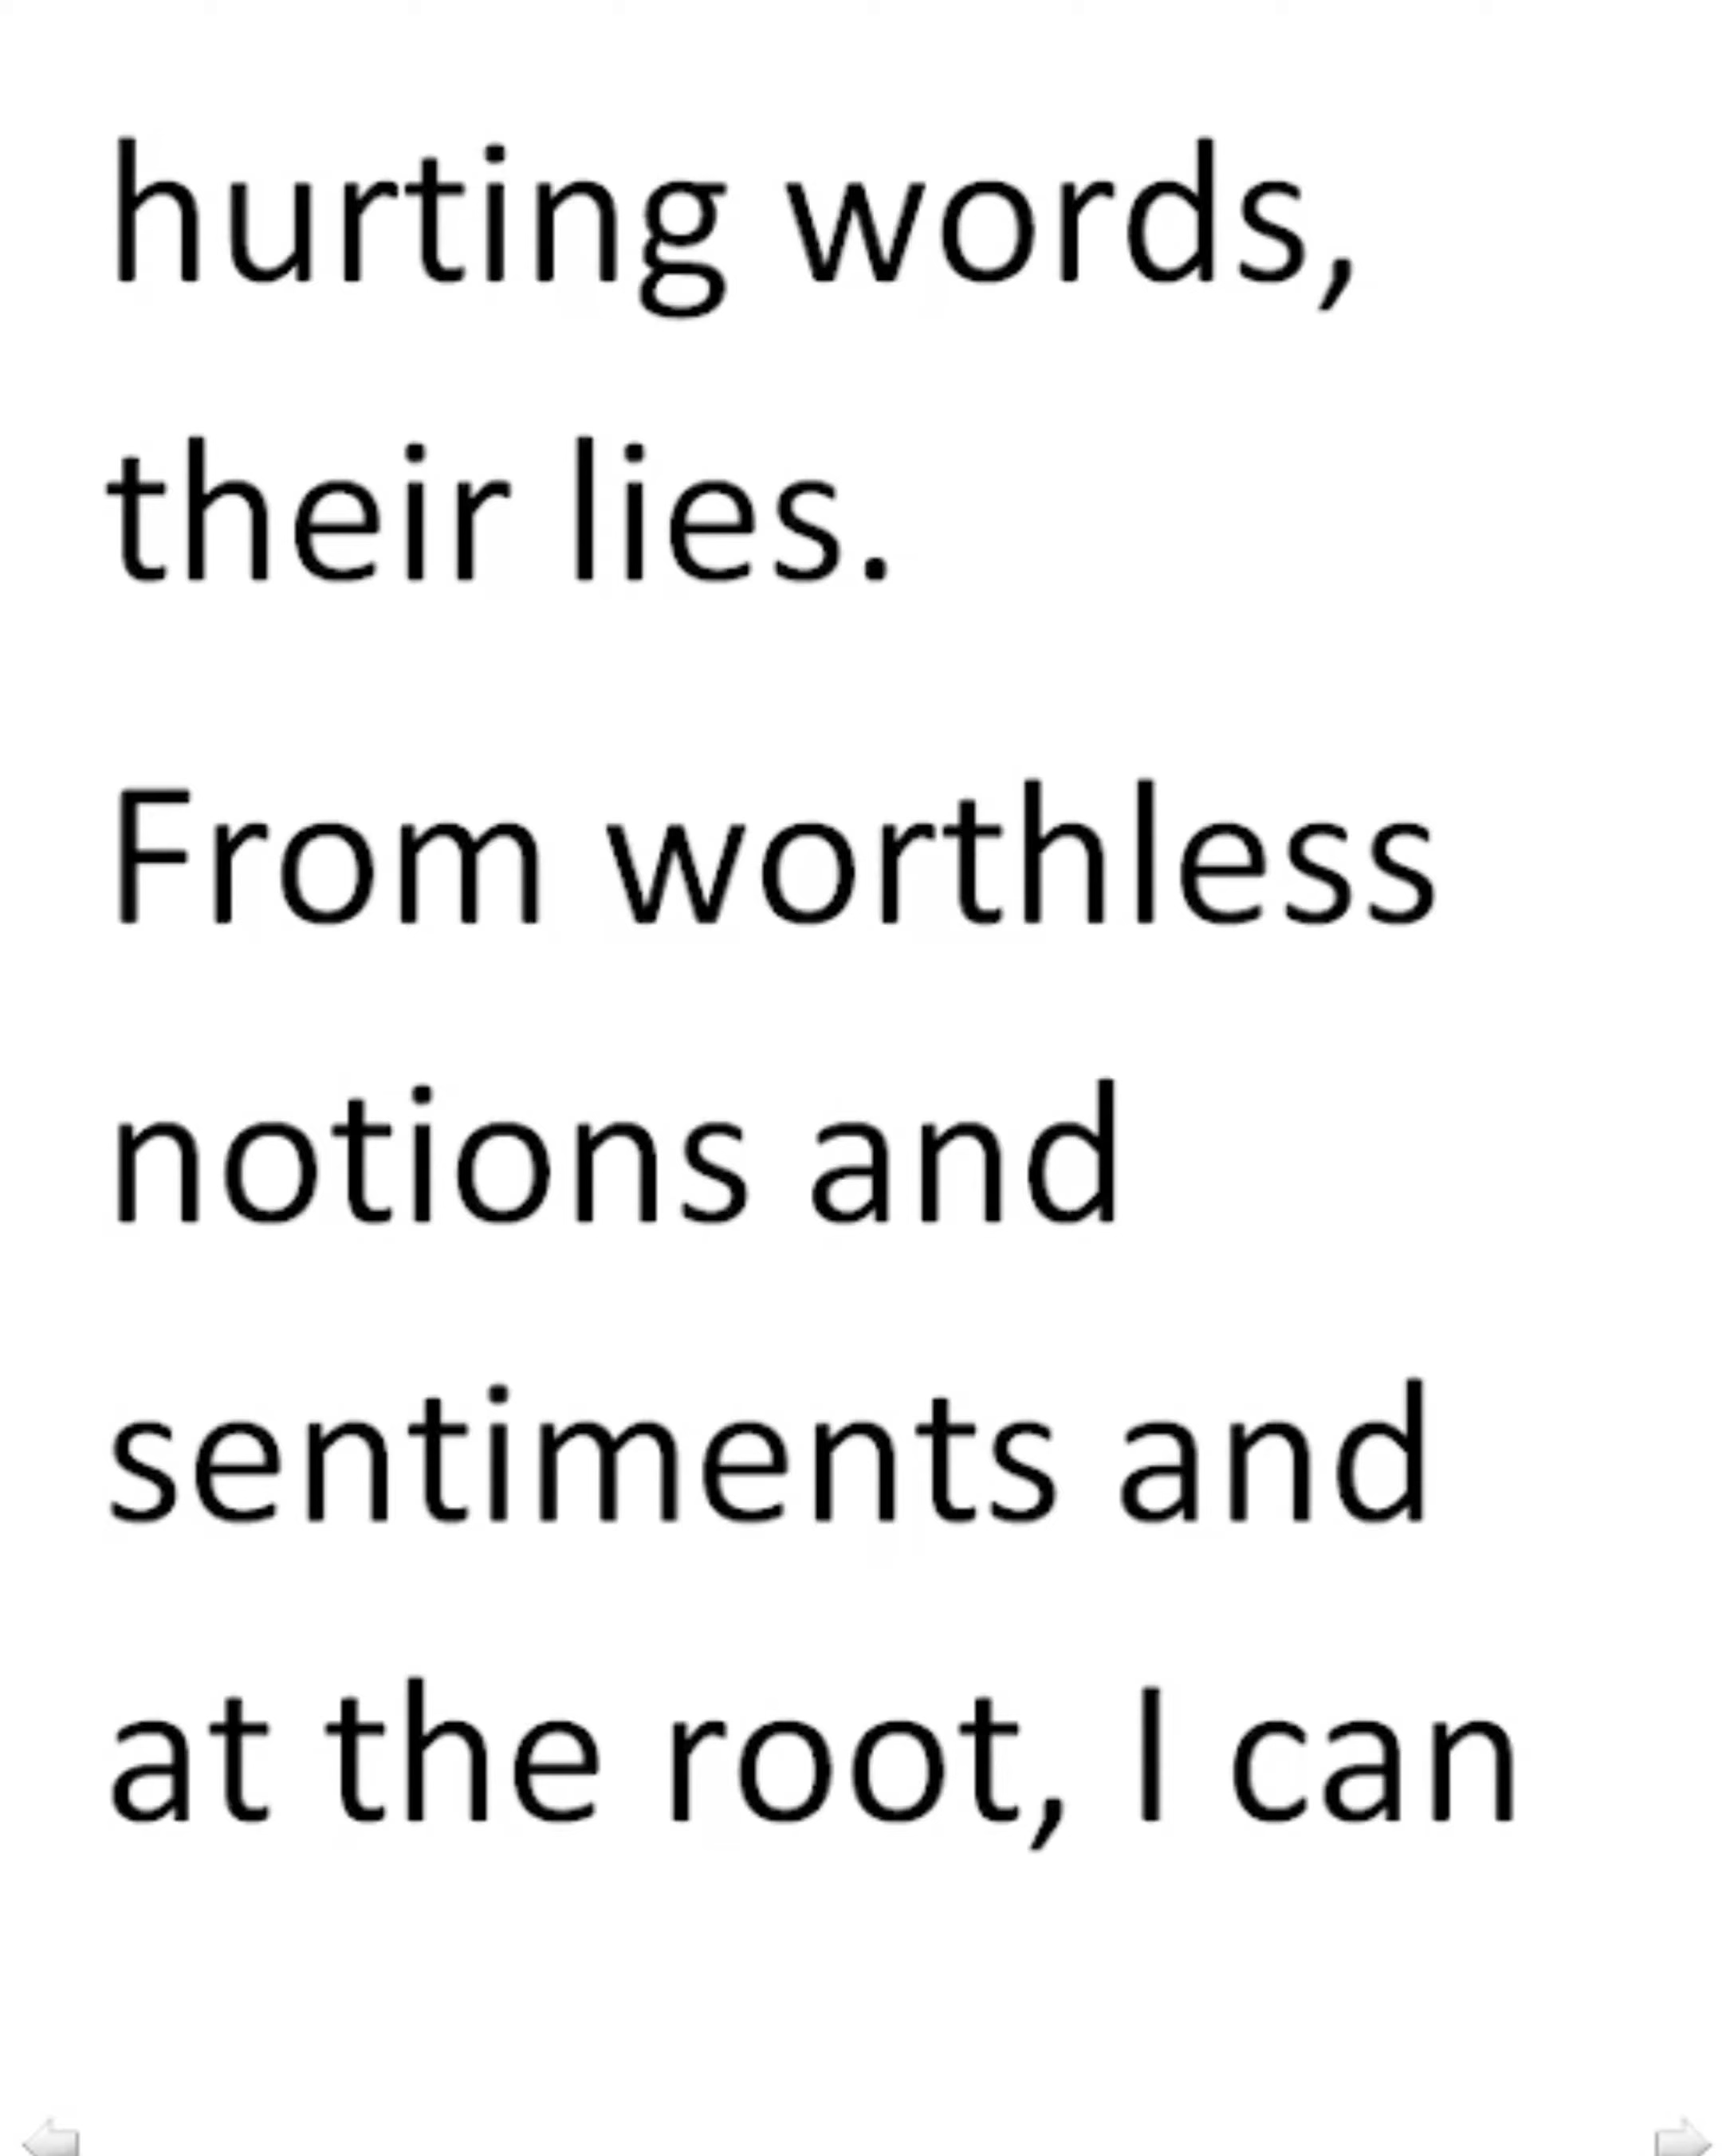 hurting words,
their lies.
From worthless
notions and
sentiments and
at the root, I can